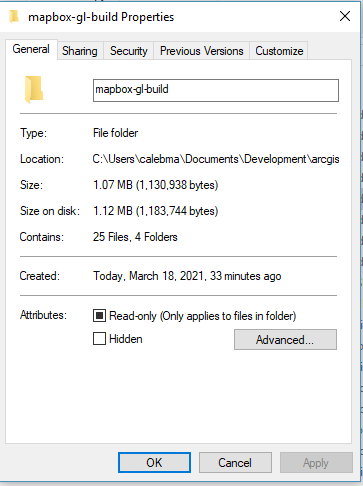 mapbox-gl-build Properties
General Sharing Security Previous Versions Customize
mapbox-gl-build
Type: File folder
Location: C:\Users\calebma\Documents\Development\arcgis
Size: 1.07 MB (1,130,938 bytes)
Size on disk: 1.12 MB (1,183,744 bytes)
Contains: 25 Files, 4 Folders
Created: Today, March 18, 2021, 33 minutes ago
Attributes: Read-only (Only applies to files in folder)
Hidden Advanced...
OK Cancel Apply